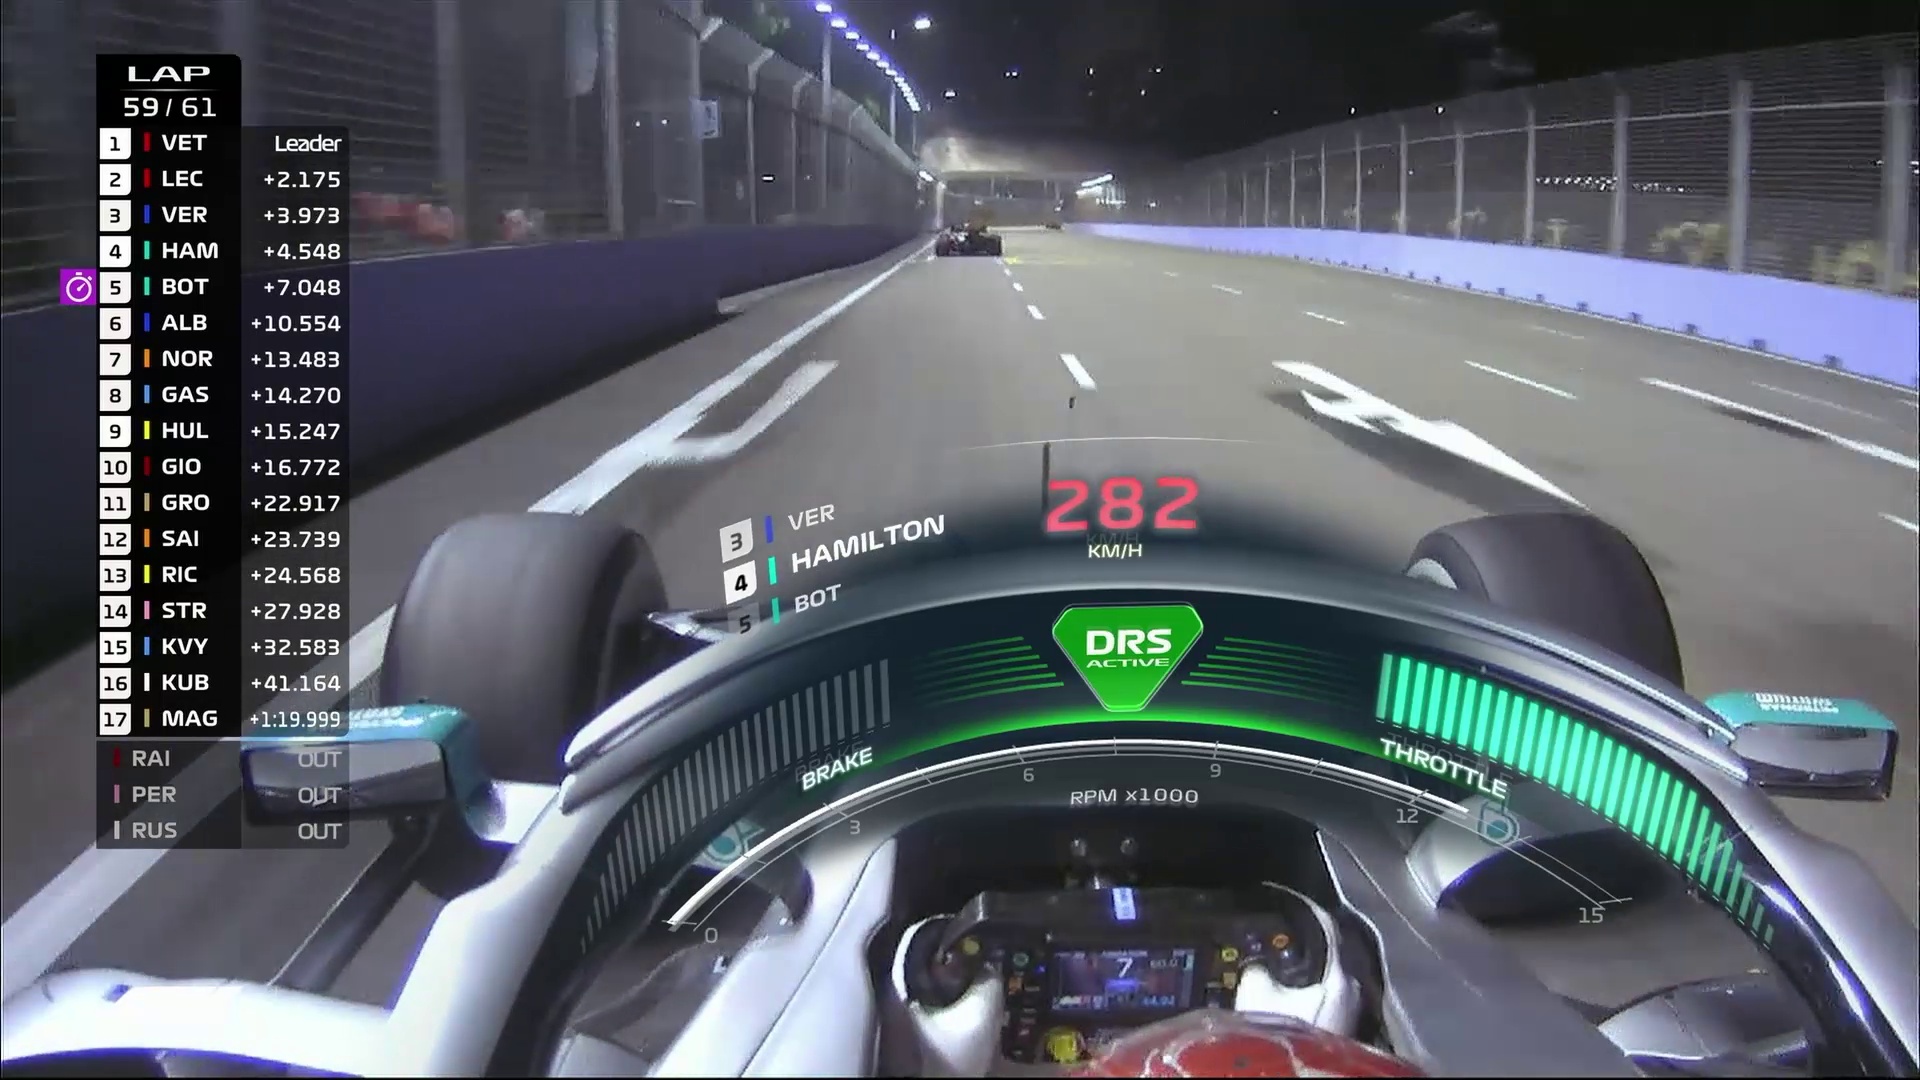 LAP
59/61
1 VET Leader
2 LEC +2.175
3 VER +3.973
4 HAM +4.548
5 BOT +7.048
6 ALB +10.554
7 NOR +13.483
8 GAS +14.270
9 HUL +15.247
10 GIO +16.772
11 GRO +22.917
12 SAI +23.739
13 RIC +24.568
14 STR +27.928
15 KVY +32.583
16 KUB +41.164
17 MAG +1:19.999
RAI OUT
PER OUT
RUS OUT
3 VER
4 HAMILTON
5 BOT
282
KM/H
DRS
ACTIVE
BRAKE
THROTTLE
0 3 6 9 12 15
RPM x1000
7